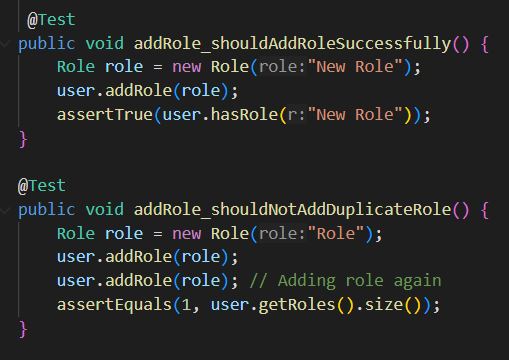 @Test
public void addRole_shouldAddRoleSuccessfully() {
Role role = new Role(role:"New Role");
user.addRole(role);
assertTrue(user.hasRole(r:"New Role"));
}
@Test
public void addRole_shouldNotAddDuplicateRole() {
Role role = new Role(role:"Role");
user.addRole(role);
user.addRole(role); // Adding role again
assertEquals(1, user.getRoles().size());
}